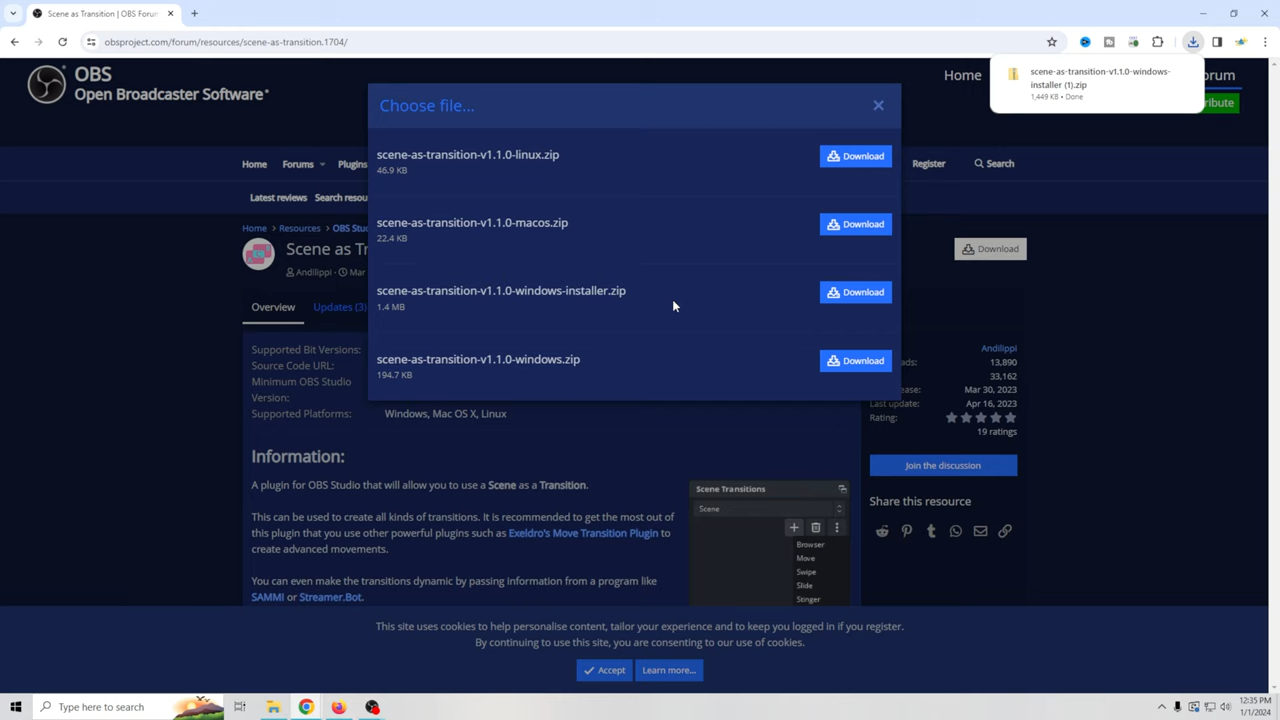 Scene as Transition | OBS Forum
obsproject.com/forum/resources/scene-as-transition.1704/
scene-as-transition-v1.1.0-windows-
installer (1).zip
1,449 KB • Done
OBS
Open Broadcaster Software
Home
Forum
Choose file...
scene-as-transition-v1.1.0-linux.zip
46.9 KB
Download
scene-as-transition-v1.1.0-macos.zip
22.4 KB
Download
scene-as-transition-v1.1.0-windows-installer.zip
1.4 MB
Download
scene-as-transition-v1.1.0-windows.zip
194.7 KB
Download
Home
Forums
Plugins
Register
Search
Latest reviews
Search resou
Home
Resources
OBS Stu
Scene as Tr
Andilippi
Mar
Download
Overview
Updates (3)
Supported Bit Versions:
Source Code URL:
Minimum OBS Studio
Version:
Supported Platforms:
Windows, Mac OS X, Linux
Andilippi
ads:
13,890
33,162
ease:
Mar 30, 2023
Last update:
Apr 16, 2023
Rating:
19 ratings
Join the discussion
Share this resource
Information:
A plugin for OBS Studio that will allow you to use a Scene as a Transition.
This can be used to create all kinds of transitions. It is recommended to get the most out of
this plugin that you use other powerful plugins such as Exeldro's Move Transition Plugin to
create advanced movements.
You can even make the transitions dynamic by passing information from a program like
SAMMI or Streamer.Bot.
Scene Transitions
Scene
Browser
Move
Swipe
Slide
Stinger
This site uses cookies to help personalise content, tailor your experience and to keep you logged in if you register.
By continuing to use this site, you are consenting to our use of cookies.
Accept
Learn more...
Type here to search
12:35 PM
1/1/2024